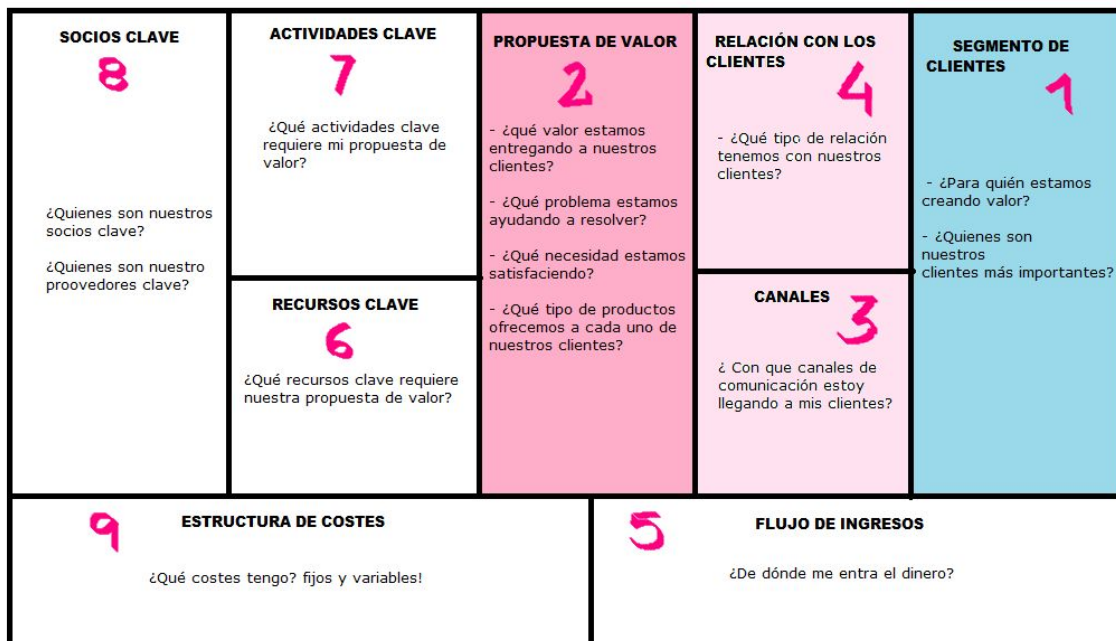 SOCIOS CLAVE
8
¿Quienes son nuestros
socios clave?
¿Quienes son nuestro
proovedores clave?
ACTIVIDADES CLAVE
7
¿Qué actividades clave
requiere mi propuesta de
valor?
RECURSOS CLAVE
6
¿Qué recursos clave requiere
nuestra propuesta de valor?
PROPUESTA DE VALOR
2
- ¿qué valor estamos
entregando a nuestros
clientes?
- ¿Qué problema estamos
ayudando a resolver?
- ¿Qué necesidad estamos
satisfaciendo?
- ¿Qué tipo de productos
ofrecemos a cada uno de
nuestros clientes?
RELACIÓN CON LOS
CLIENTES
4
- ¿Qué tipo de relación
tenemos con nuestros
clientes?
CANALES
3
¿ Con que canales de
comunicación estoy
llegando a mis clientes?
SEGMENTO DE
CLIENTES
1
- ¿Para quién estamos
creando valor?
- ¿Quienes son
nuestros
clientes más importantes?
9
ESTRUCTURA DE COSTES
¿Qué costes tengo? fijos y variables!
5
FLUJO DE INGRESOS
¿De dónde me entra el dinero?